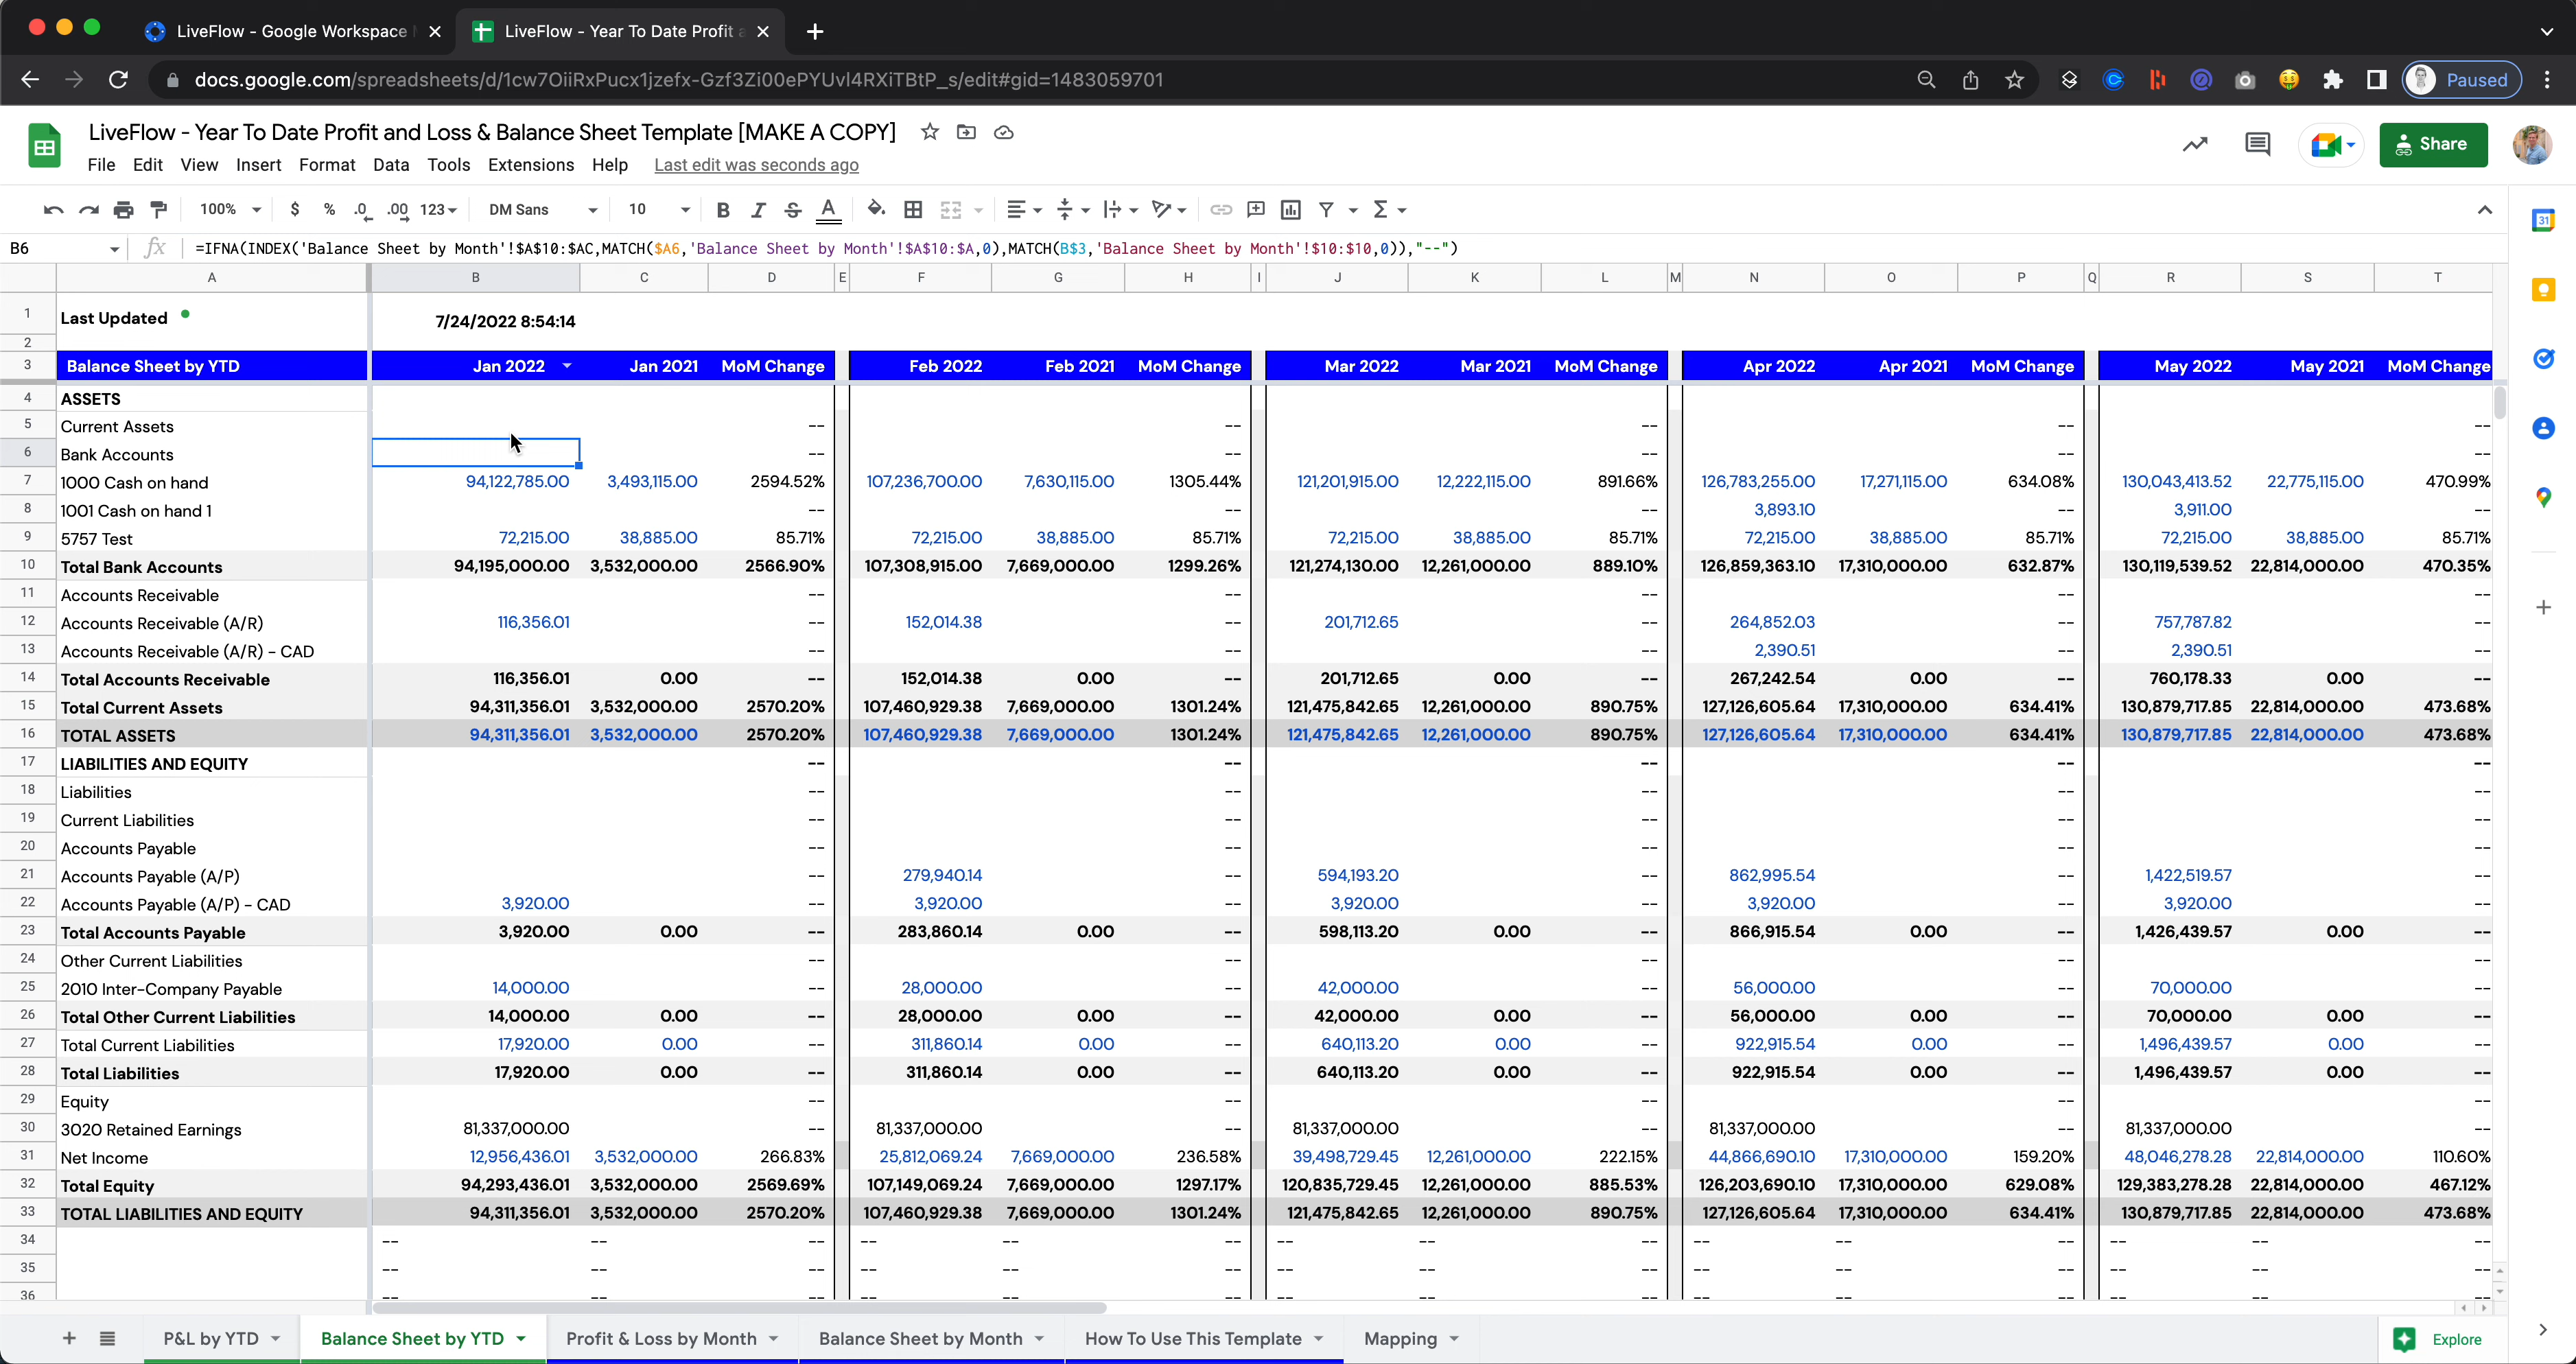 LiveFlow - Google Workspace
LiveFlow - Year To Date Profit a
docs.google.com/spreadsheets/d/1cw7OiiRxPucx1jzefx-Gzf3Zi00ePYUvl4RXiTBtP_s/edit#gid=1483059701
Paused
LiveFlow - Year To Date Profit and Loss & Balance Sheet Template [MAKE A COPY]
File Edit View Insert Format Data Tools Extensions Help Last edit was seconds ago
Share
100% $ % .0 .00 123 DM Sans 10 B I S A Σ
31
B6 fx =IFNA(INDEX('Balance Sheet by Month'!$A$10:$AC,MATCH($A6,'Balance Sheet by Month'!$A$10:$A,0),MATCH(B$3,'Balance Sheet by Month'!$10:$10,0)),"--")
A B C D E F G H I J K L M N O P Q R S T
1 Last Updated 7/24/2022 8:54:14
2
3 Balance Sheet by YTD Jan 2022 Jan 2021 MoM Change Feb 2022 Feb 2021 MoM Change Mar 2022 Mar 2021 MoM Change Apr 2022 Apr 2021 MoM Change May 2022 May 2021 MoM Change
4 ASSETS
5 Current Assets -- -- -- -- --
6 Bank Accounts -- -- -- -- --
7 1000 Cash on hand 94,122,785.00 3,493,115.00 2594.52% 107,236,700.00 7,630,115.00 1305.44% 121,201,915.00 12,222,115.00 891.66% 126,783,255.00 17,271,115.00 634.08% 130,043,413.52 22,775,115.00 470.99%
8 1001 Cash on hand 1 -- -- -- 3,893.10 -- 3,911.00 --
9 5757 Test 72,215.00 38,885.00 85.71% 72,215.00 38,885.00 85.71% 72,215.00 38,885.00 85.71% 72,215.00 38,885.00 85.71% 72,215.00 38,885.00 85.71%
10 Total Bank Accounts 94,195,000.00 3,532,000.00 2566.90% 107,308,915.00 7,669,000.00 1299.26% 121,274,130.00 12,261,000.00 889.10% 126,859,363.10 17,310,000.00 632.87% 130,119,539.52 22,814,000.00 470.35%
11 Accounts Receivable -- -- -- -- --
12 Accounts Receivable (A/R) 116,356.01 -- 152,014.38 -- 201,712.65 -- 264,852.03 -- 757,787.82 --
13 Accounts Receivable (A/R) - CAD -- -- -- 2,390.51 -- 2,390.51 --
14 Total Accounts Receivable 116,356.01 0.00 -- 152,014.38 0.00 -- 201,712.65 0.00 -- 267,242.54 0.00 -- 760,178.33 0.00 --
15 Total Current Assets 94,311,356.01 3,532,000.00 2570.20% 107,460,929.38 7,669,000.00 1301.24% 121,475,842.65 12,261,000.00 890.75% 127,126,605.64 17,310,000.00 634.41% 130,879,717.85 22,814,000.00 473.68%
16 TOTAL ASSETS 94,311,356.01 3,532,000.00 2570.20% 107,460,929.38 7,669,000.00 1301.24% 121,475,842.65 12,261,000.00 890.75% 127,126,605.64 17,310,000.00 634.41% 130,879,717.85 22,814,000.00 473.68%
17 LIABILITIES AND EQUITY -- -- -- -- --
18 Liabilities -- -- -- -- --
19 Current Liabilities -- -- -- -- --
20 Accounts Payable -- -- -- -- --
21 Accounts Payable (A/P) -- 279,940.14 -- 594,193.20 -- 862,995.54 -- 1,422,519.57 --
22 Accounts Payable (A/P) - CAD 3,920.00 -- 3,920.00 -- 3,920.00 -- 3,920.00 -- 3,920.00 --
23 Total Accounts Payable 3,920.00 0.00 -- 283,860.14 0.00 -- 598,113.20 0.00 -- 866,915.54 0.00 -- 1,426,439.57 0.00 --
24 Other Current Liabilities -- -- -- -- --
25 2010 Inter-Company Payable 14,000.00 -- 28,000.00 -- 42,000.00 -- 56,000.00 -- 70,000.00 --
26 Total Other Current Liabilities 14,000.00 0.00 -- 28,000.00 0.00 -- 42,000.00 0.00 -- 56,000.00 0.00 -- 70,000.00 0.00 --
27 Total Current Liabilities 17,920.00 0.00 -- 311,860.14 0.00 -- 640,113.20 0.00 -- 922,915.54 0.00 -- 1,496,439.57 0.00 --
28 Total Liabilities 17,920.00 0.00 -- 311,860.14 0.00 -- 640,113.20 0.00 -- 922,915.54 0.00 -- 1,496,439.57 0.00 --
29 Equity -- -- -- -- --
30 3020 Retained Earnings 81,337,000.00 -- 81,337,000.00 -- 81,337,000.00 -- 81,337,000.00 -- 81,337,000.00 --
31 Net Income 12,956,436.01 3,532,000.00 266.83% 25,812,069.24 7,669,000.00 236.58% 39,498,729.45 12,261,000.00 222.15% 44,866,690.10 17,310,000.00 159.20% 48,046,278.28 22,814,000.00 110.60%
32 Total Equity 94,293,436.01 3,532,000.00 2569.69% 107,149,069.24 7,669,000.00 1297.17% 120,835,729.45 12,261,000.00 885.53% 126,203,690.10 17,310,000.00 629.08% 129,383,278.28 22,814,000.00 467.12%
33 TOTAL LIABILITIES AND EQUITY 94,311,356.01 3,532,000.00 2570.20% 107,460,929.38 7,669,000.00 1301.24% 121,475,842.65 12,261,000.00 890.75% 127,126,605.64 17,310,000.00 634.41% 130,879,717.85 22,814,000.00 473.68%
34 -- -- -- -- -- -- -- -- -- -- -- -- -- -- --
35 -- -- -- -- -- -- -- -- -- -- -- -- -- -- --
36 -- -- -- -- -- -- -- -- -- -- -- -- -- -- --
P&L by YTD Balance Sheet by YTD Profit & Loss by Month Balance Sheet by Month How To Use This Template Mapping Explore